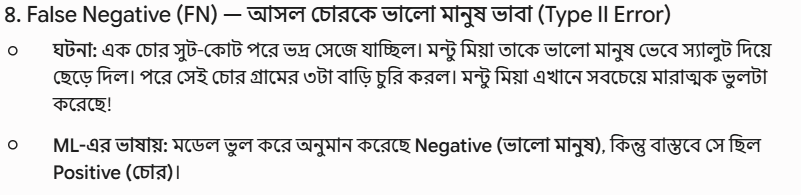 8. False Negative (FN) — আসল চোরকে ভালো মানুষ ভাবা (Type II Error)
○ ঘটনা: এক চোর সুট-কোট পরে ভদ্র সেজে যাচ্ছিল। মন্টু মিয়া তাকে ভালো মানুষ ভেবে স্যালুট দিয়ে
ছেড়ে দিল। পরে সেই চোর গ্রামের ৩টা বাড়ি চুরি করল। মন্টু মিয়া এখানে সবচেয়ে মারাত্মক ভুলটা
করেছে!
○ ML-এর ভাষায়: মডেল ভুল করে অনুমান করেছে Negative (ভালো মানুষ), কিন্তু বাস্তবে সে ছিল
Positive (চোর)।